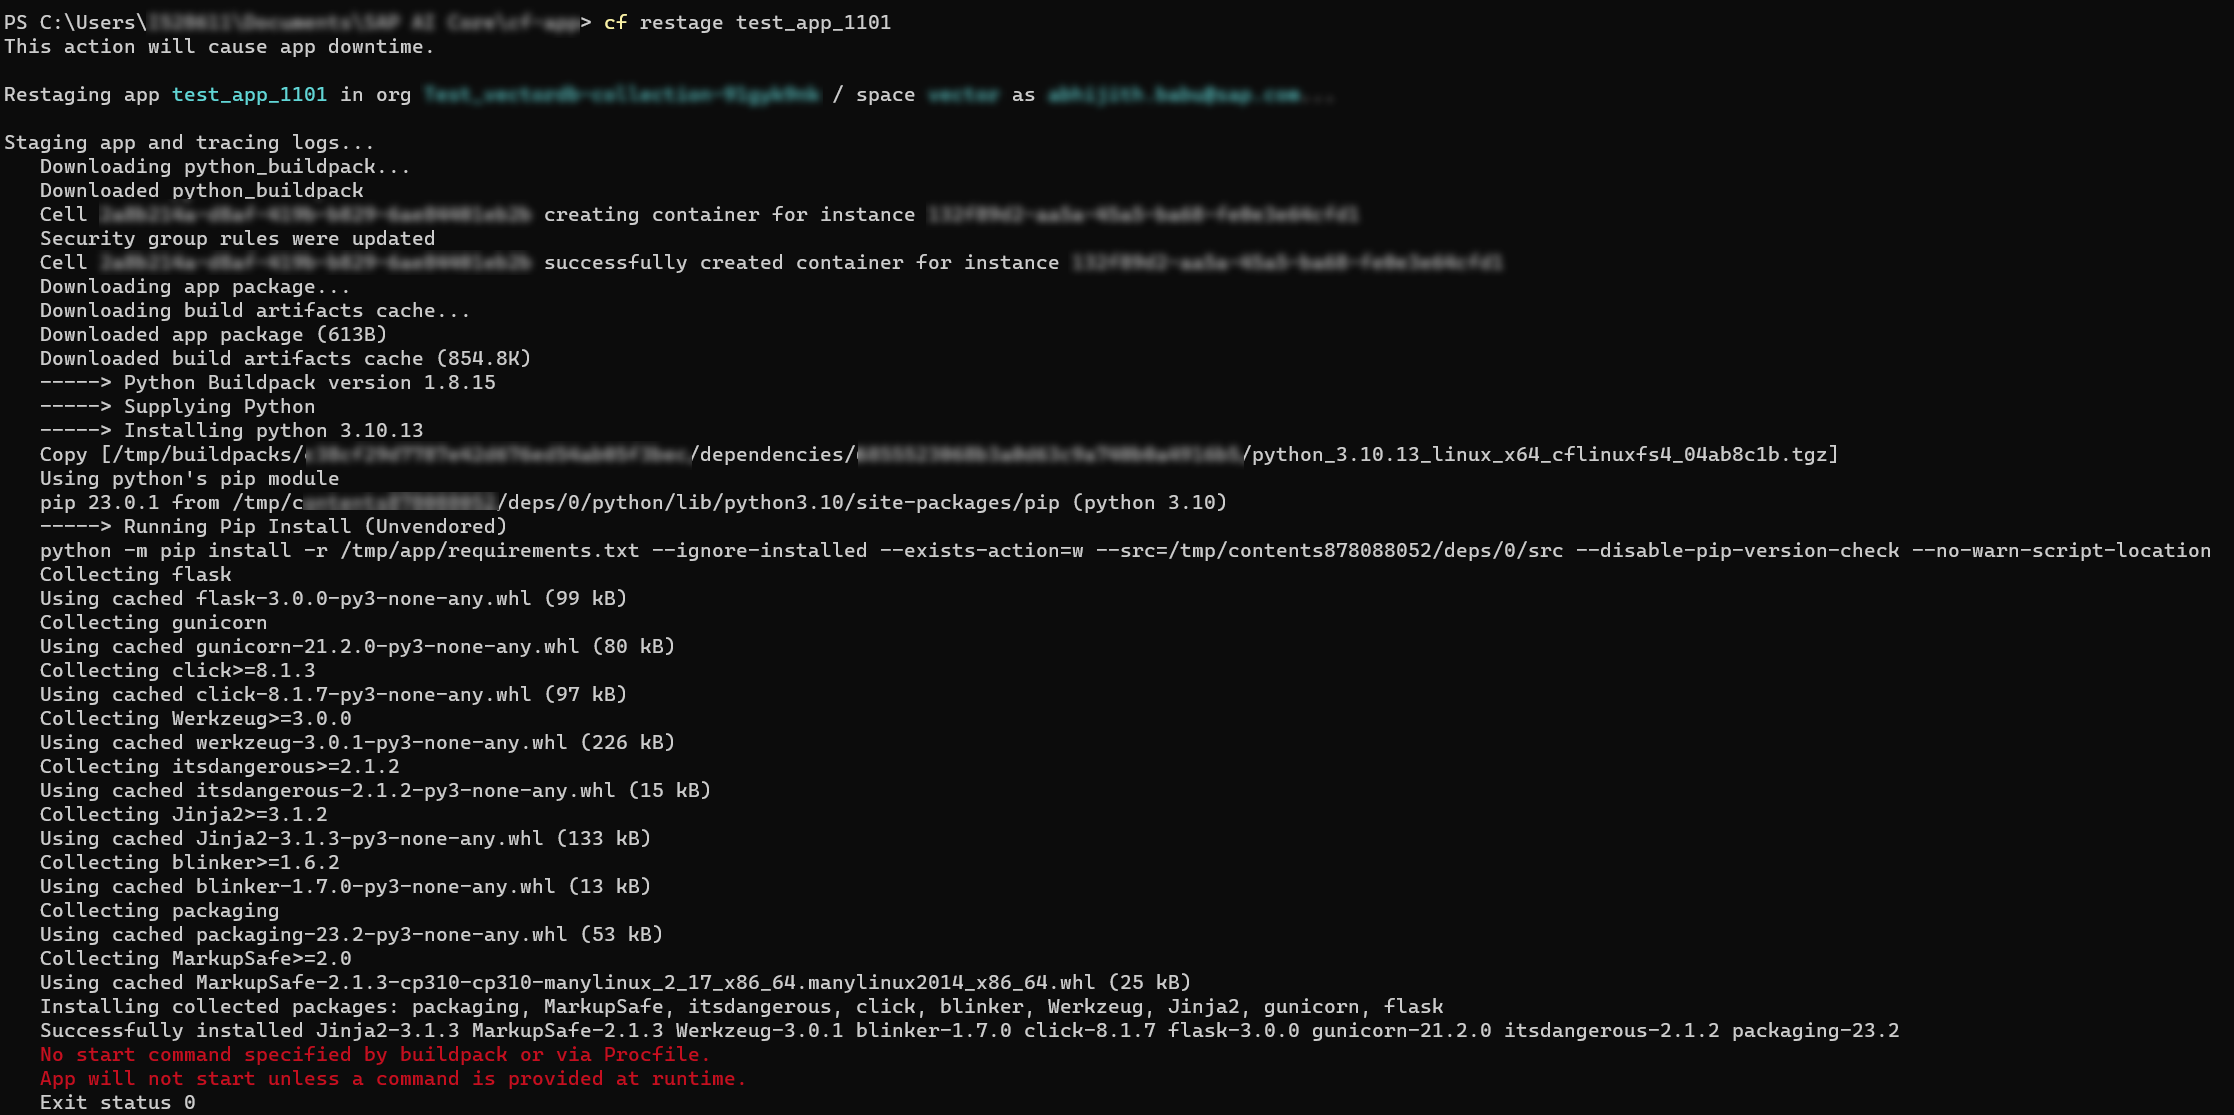 PS C:\Users\> cf restage test_app_1101
This action will cause app downtime.
Restaging app test_app_1101 in org / space as
Staging app and tracing logs...
Downloading python_buildpack...
Downloaded python_buildpack
Cell creating container for instance
Security group rules were updated
Cell successfully created container for instance
Downloading app package...
Downloading build artifacts cache...
Downloaded app package (613B)
Downloaded build artifacts cache (854.8K)
-----> Python Buildpack version 1.8.15
-----> Supplying Python
-----> Installing python 3.10.13
Copy [/tmp/buildpacks/ /dependencies/ /python_3.10.13_linux_x64_cflinuxfs4_04ab8c1b.tgz]
Using python's pip module
pip 23.0.1 from /tmp/c /deps/0/python/lib/python3.10/site-packages/pip (python 3.10)
-----> Running Pip Install (Unvendored)
python -m pip install -r /tmp/app/requirements.txt --ignore-installed --exists-action=w --src=/tmp/contents878088052/deps/0/src --disable-pip-version-check --no-warn-script-location
Collecting flask
Using cached flask-3.0.0-py3-none-any.whl (99 kB)
Collecting gunicorn
Using cached gunicorn-21.2.0-py3-none-any.whl (80 kB)
Collecting click>=8.1.3
Using cached click-8.1.7-py3-none-any.whl (97 kB)
Collecting Werkzeug>=3.0.0
Using cached werkzeug-3.0.1-py3-none-any.whl (226 kB)
Collecting itsdangerous>=2.1.2
Using cached itsdangerous-2.1.2-py3-none-any.whl (15 kB)
Collecting Jinja2>=3.1.2
Using cached Jinja2-3.1.3-py3-none-any.whl (133 kB)
Collecting blinker>=1.6.2
Using cached blinker-1.7.0-py3-none-any.whl (13 kB)
Collecting packaging
Using cached packaging-23.2-py3-none-any.whl (53 kB)
Collecting MarkupSafe>=2.0
Using cached MarkupSafe-2.1.3-cp310-cp310-manylinux_2_17_x86_64.manylinux2014_x86_64.whl (25 kB)
Installing collected packages: packaging, MarkupSafe, itsdangerous, click, blinker, Werkzeug, Jinja2, gunicorn, flask
Successfully installed Jinja2-3.1.3 MarkupSafe-2.1.3 Werkzeug-3.0.1 blinker-1.7.0 click-8.1.7 flask-3.0.0 gunicorn-21.2.0 itsdangerous-2.1.2 packaging-23.2
No start command specified by buildpack or via Procfile.
App will not start unless a command is provided at runtime.
Exit status 0